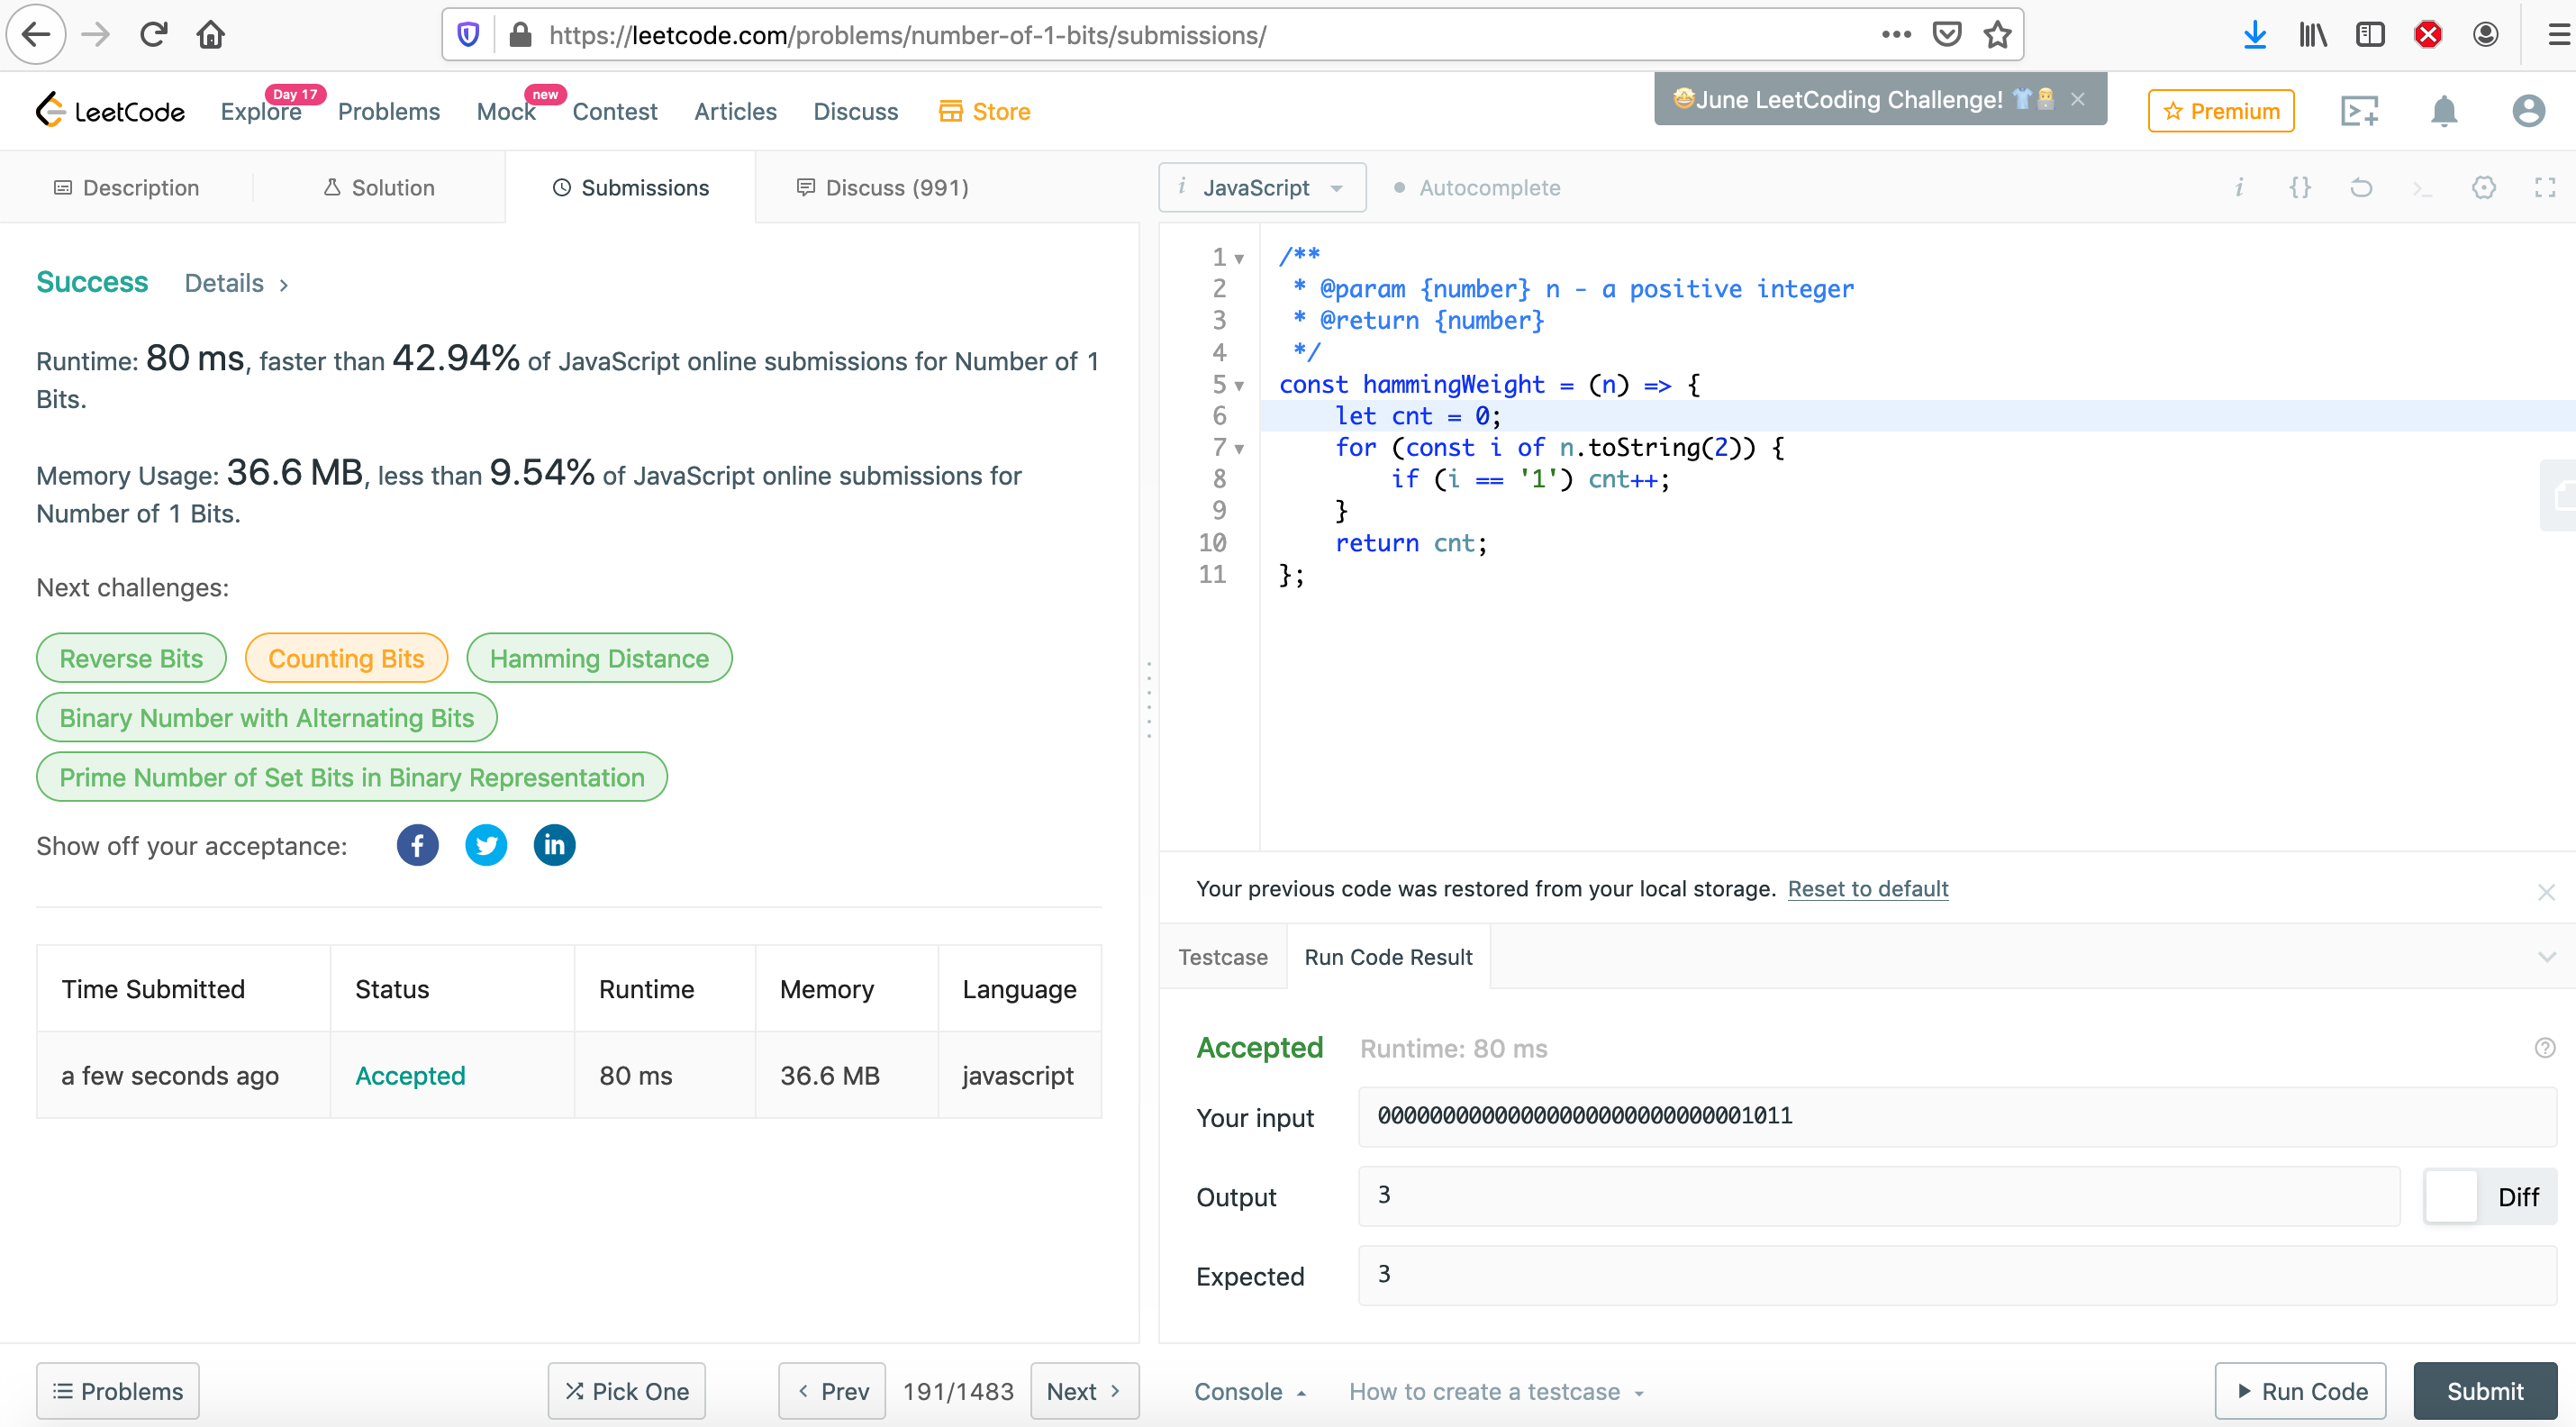 https://leetcode.com/problems/number-of-1-bits/submissions/
LeetCode
Explore
Day 17
Problems
Mock
new
Contest
Articles
Discuss
Store
🤩June LeetCoding Challenge! 👕
Premium
Description
Solution
Submissions
Discuss (991)
Success Details
Runtime: 80 ms, faster than 42.94% of JavaScript online submissions for Number of 1
Bits.
Memory Usage: 36.6 MB, less than 9.54% of JavaScript online submissions for
Number of 1 Bits.
Next challenges:
Reverse Bits
Counting Bits
Hamming Distance
Binary Number with Alternating Bits
Prime Number of Set Bits in Binary Representation
Show off your acceptance:
Time Submitted Status Runtime Memory Language
a few seconds ago Accepted 80 ms 36.6 MB javascript
Problems
Pick One
Prev
191/1483
Next
i JavaScript
Autocomplete
1 /**
2  * @param {number} n - a positive integer
3  * @return {number}
4  */
5 const hammingWeight = (n) => {
6     let cnt = 0;
7     for (const i of n.toString(2)) {
8         if (i == '1') cnt++;
9     }
10     return cnt;
11 };
Your previous code was restored from your local storage. Reset to default
Testcase
Run Code Result
Accepted Runtime: 80 ms
Your input 00000000000000000000000000001011
Output 3
Diff
Expected 3
Console
How to create a testcase
Run Code
Submit